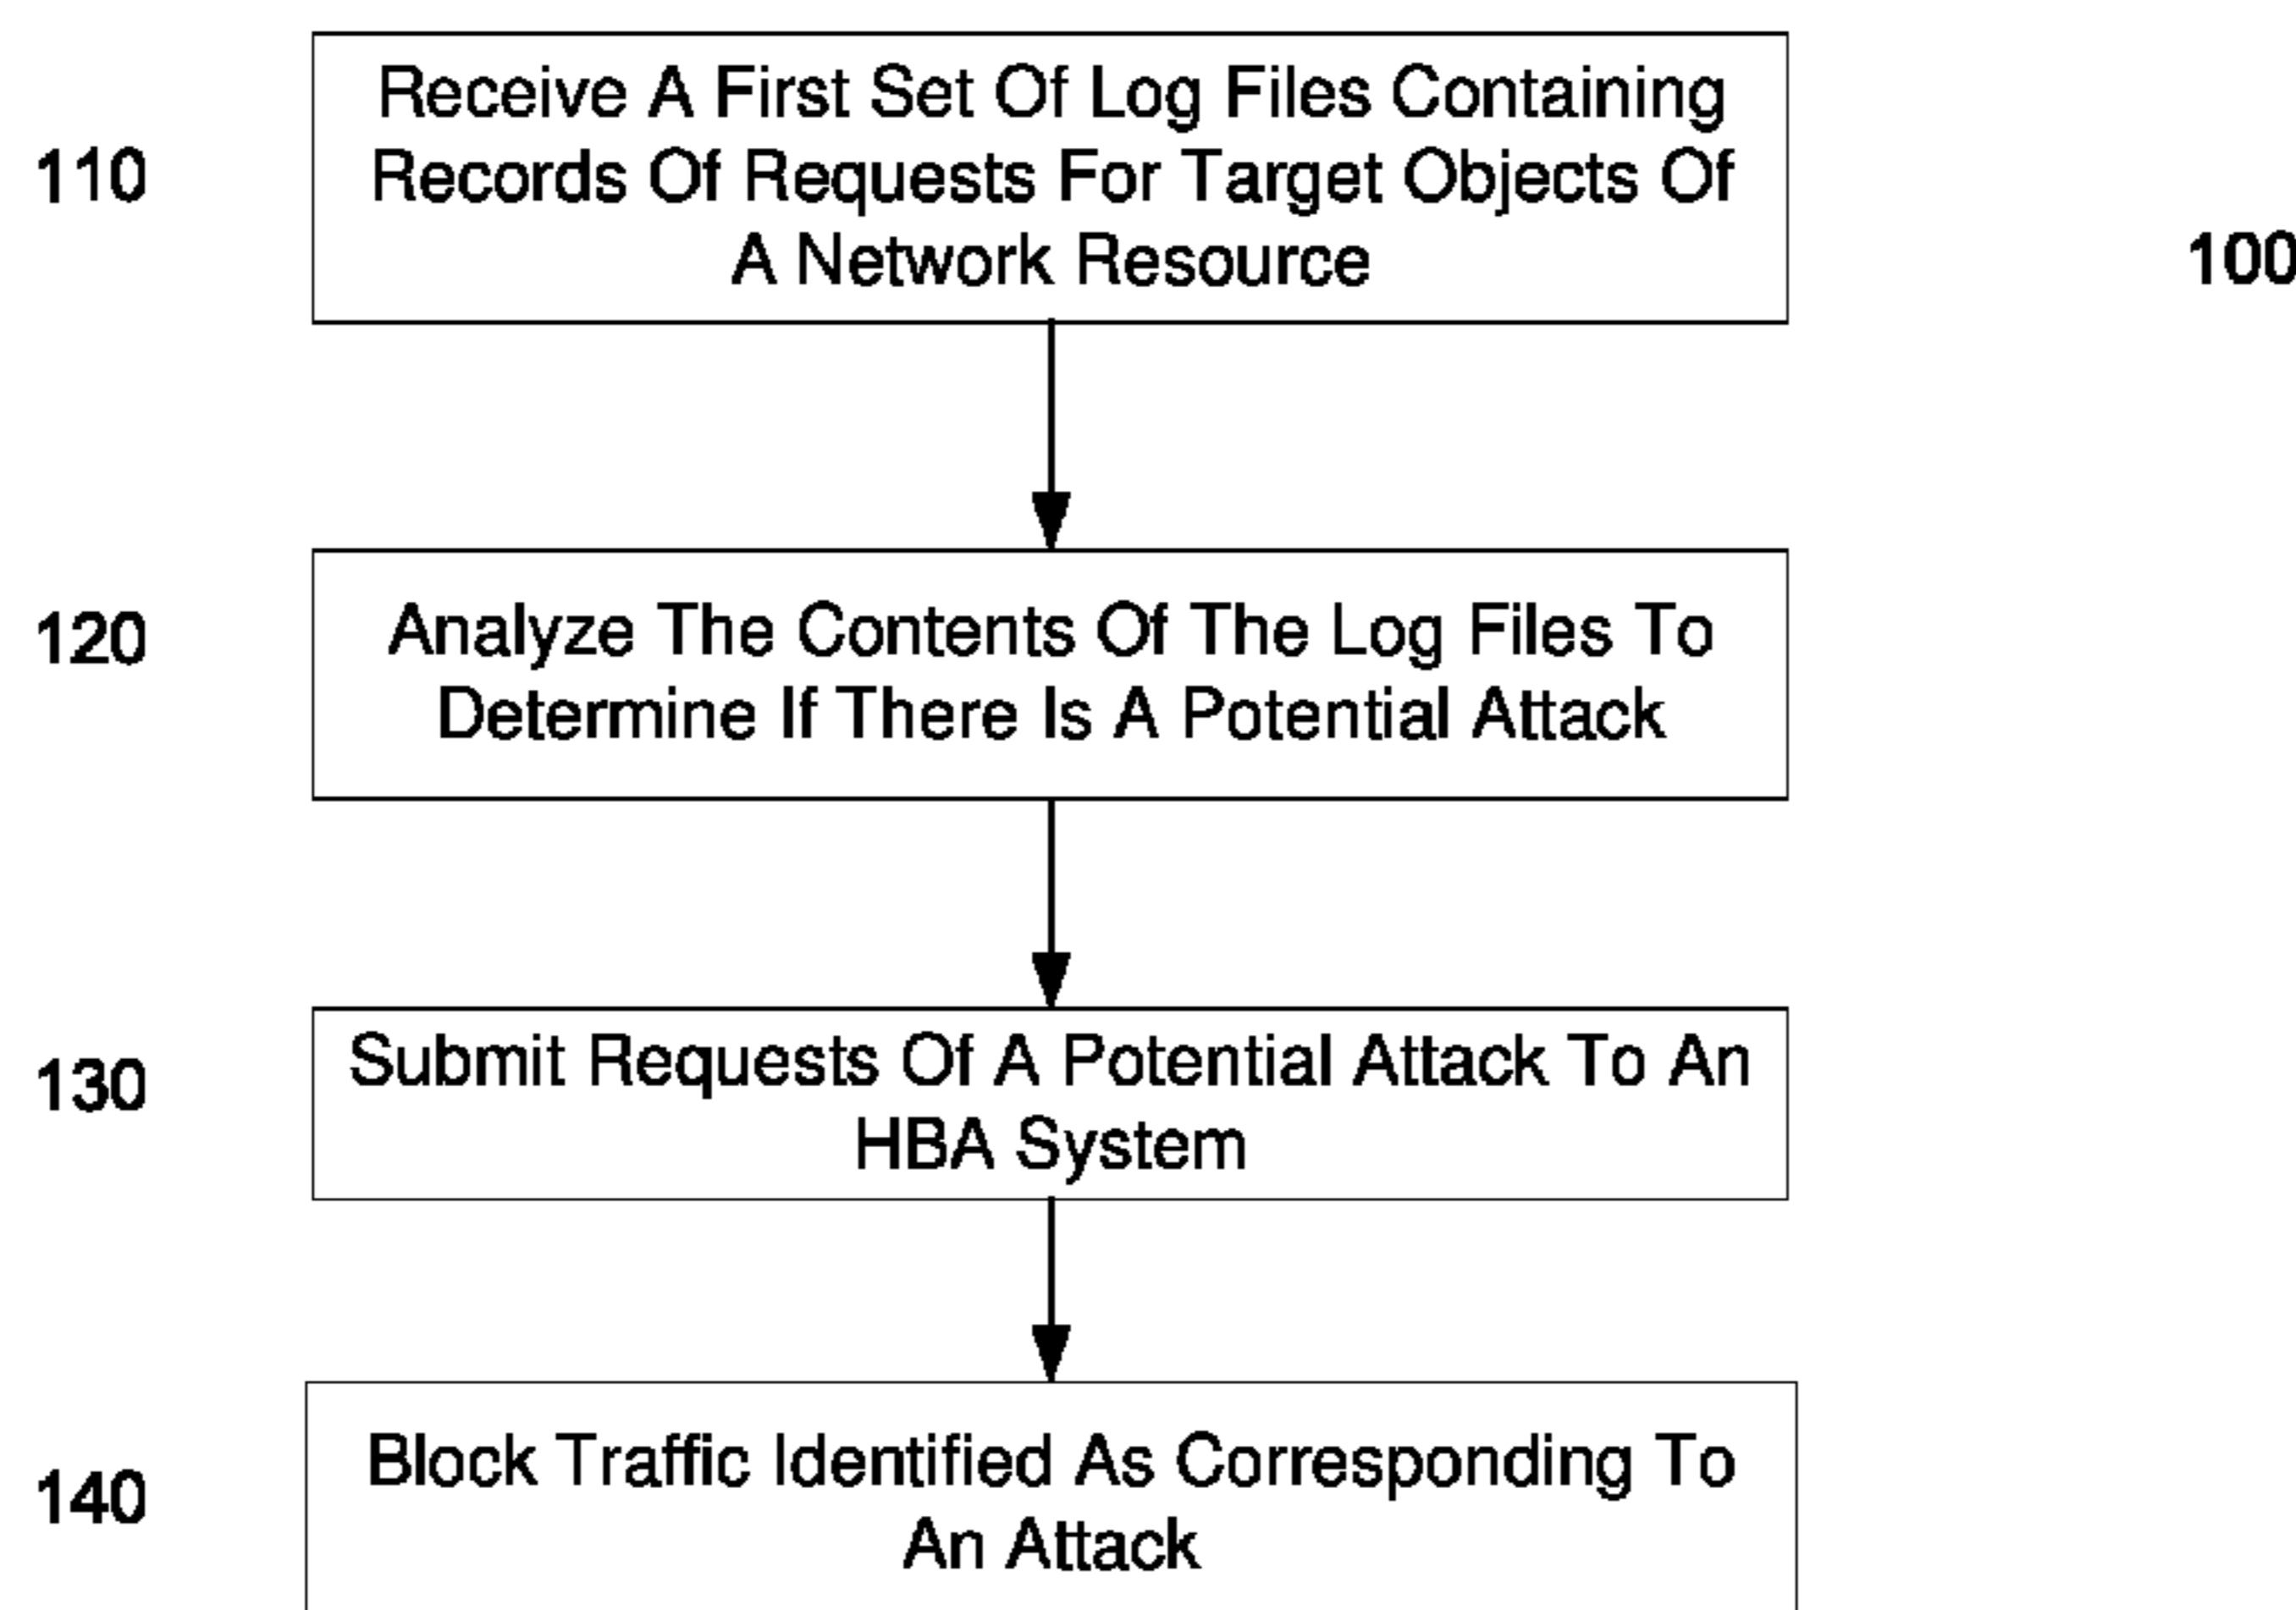 110
Receive A First Set Of Log Files Containing
Records Of Requests For Target Objects Of
A Network Resource
100
120
Analyze The Contents Of The Log Files To
Determine If There Is A Potential Attack
130
Submit Requests Of A Potential Attack To An
HBA System
140
Block Traffic Identified As Corresponding To
An Attack